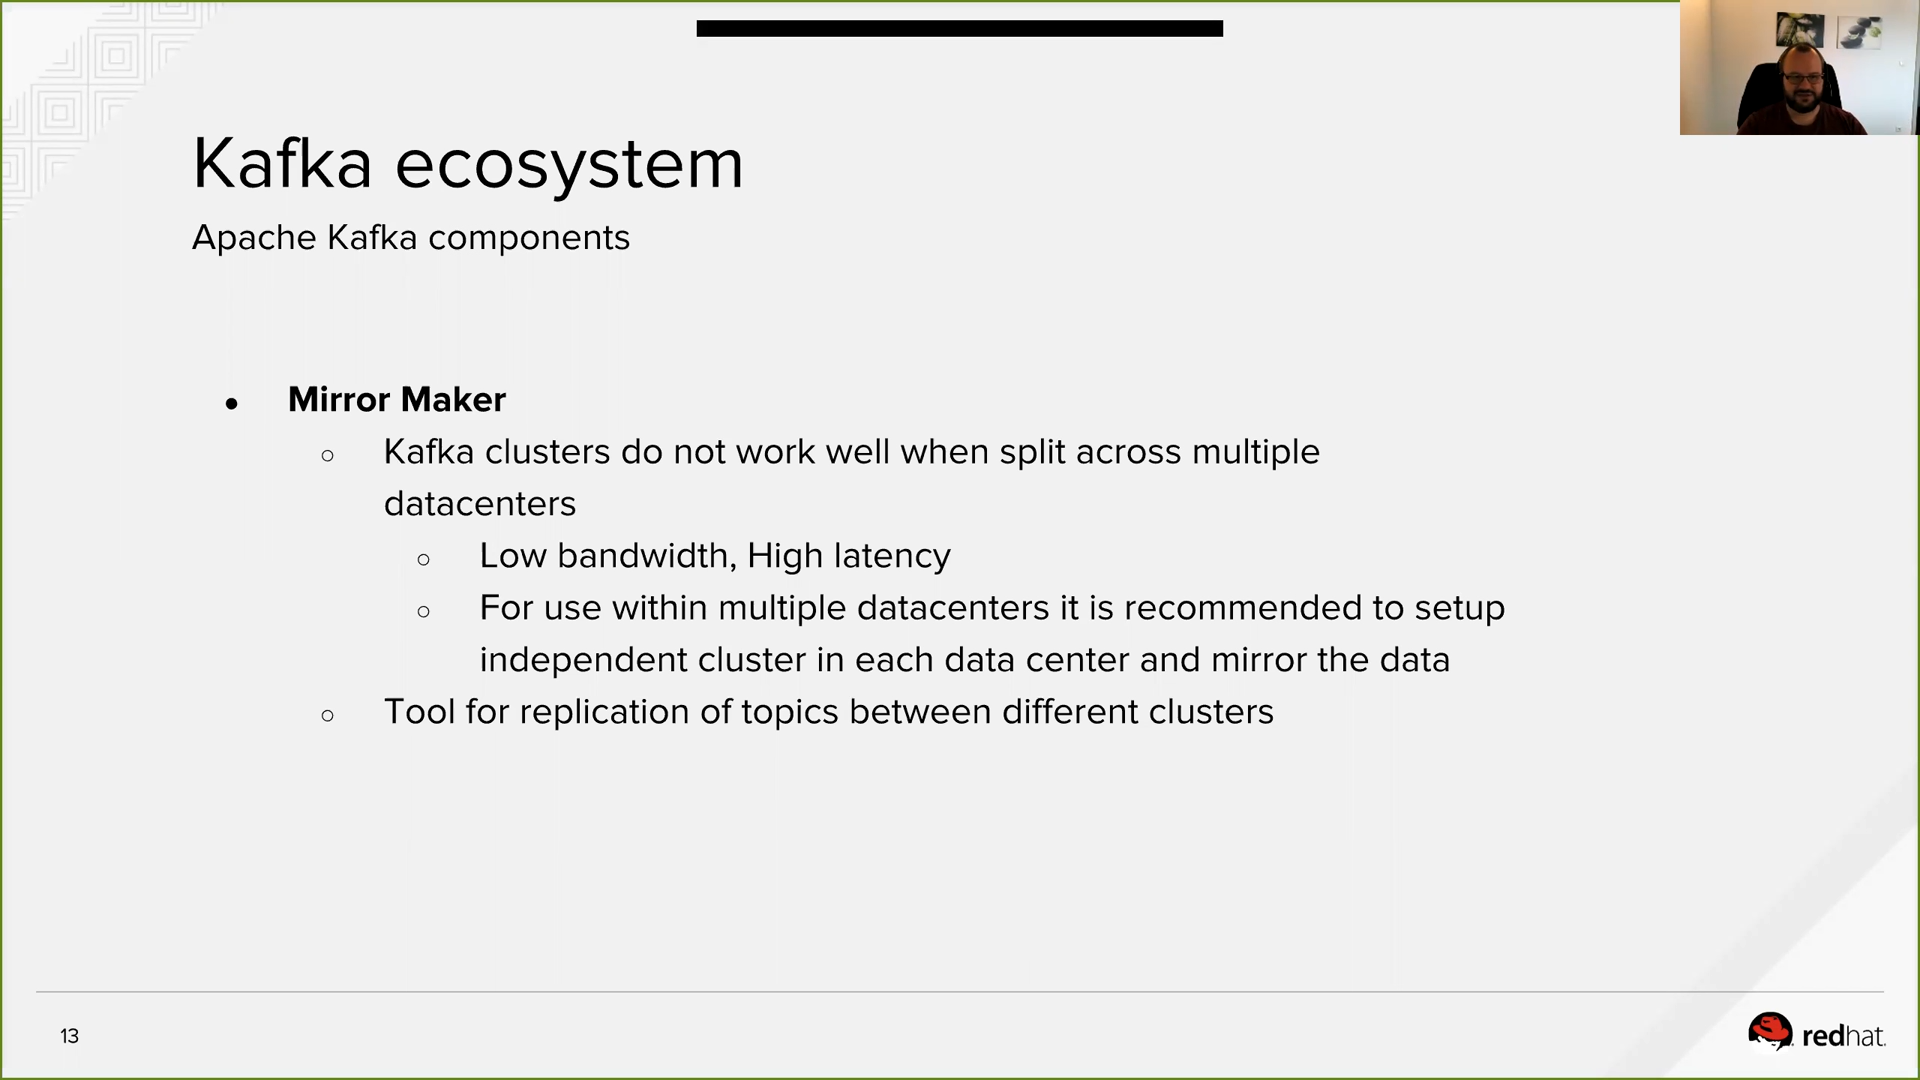 Kafka ecosystem
Apache Kafka components
● Mirror Maker
○ Kafka clusters do not work well when split across multiple
datacenters
○ Low bandwidth, High latency
○ For use within multiple datacenters it is recommended to setup
independent cluster in each data center and mirror the data
○ Tool for replication of topics between different clusters
13
redhat.